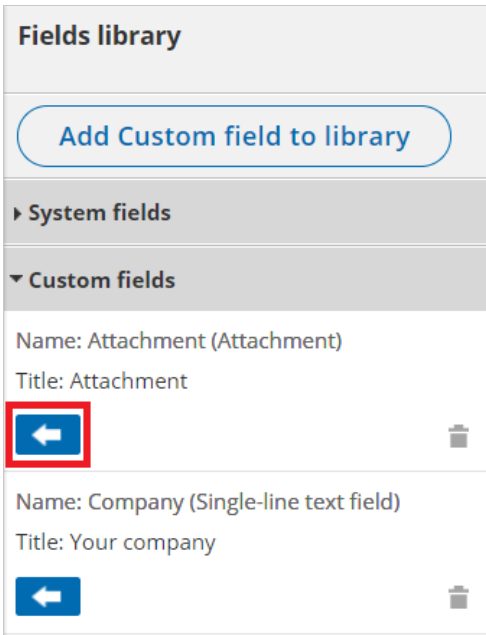 Fields library
Add Custom field to library
System fields
Custom fields
Name: Attachment (Attachment)
Title: Attachment
Name: Company (Single-line text field)
Title: Your company